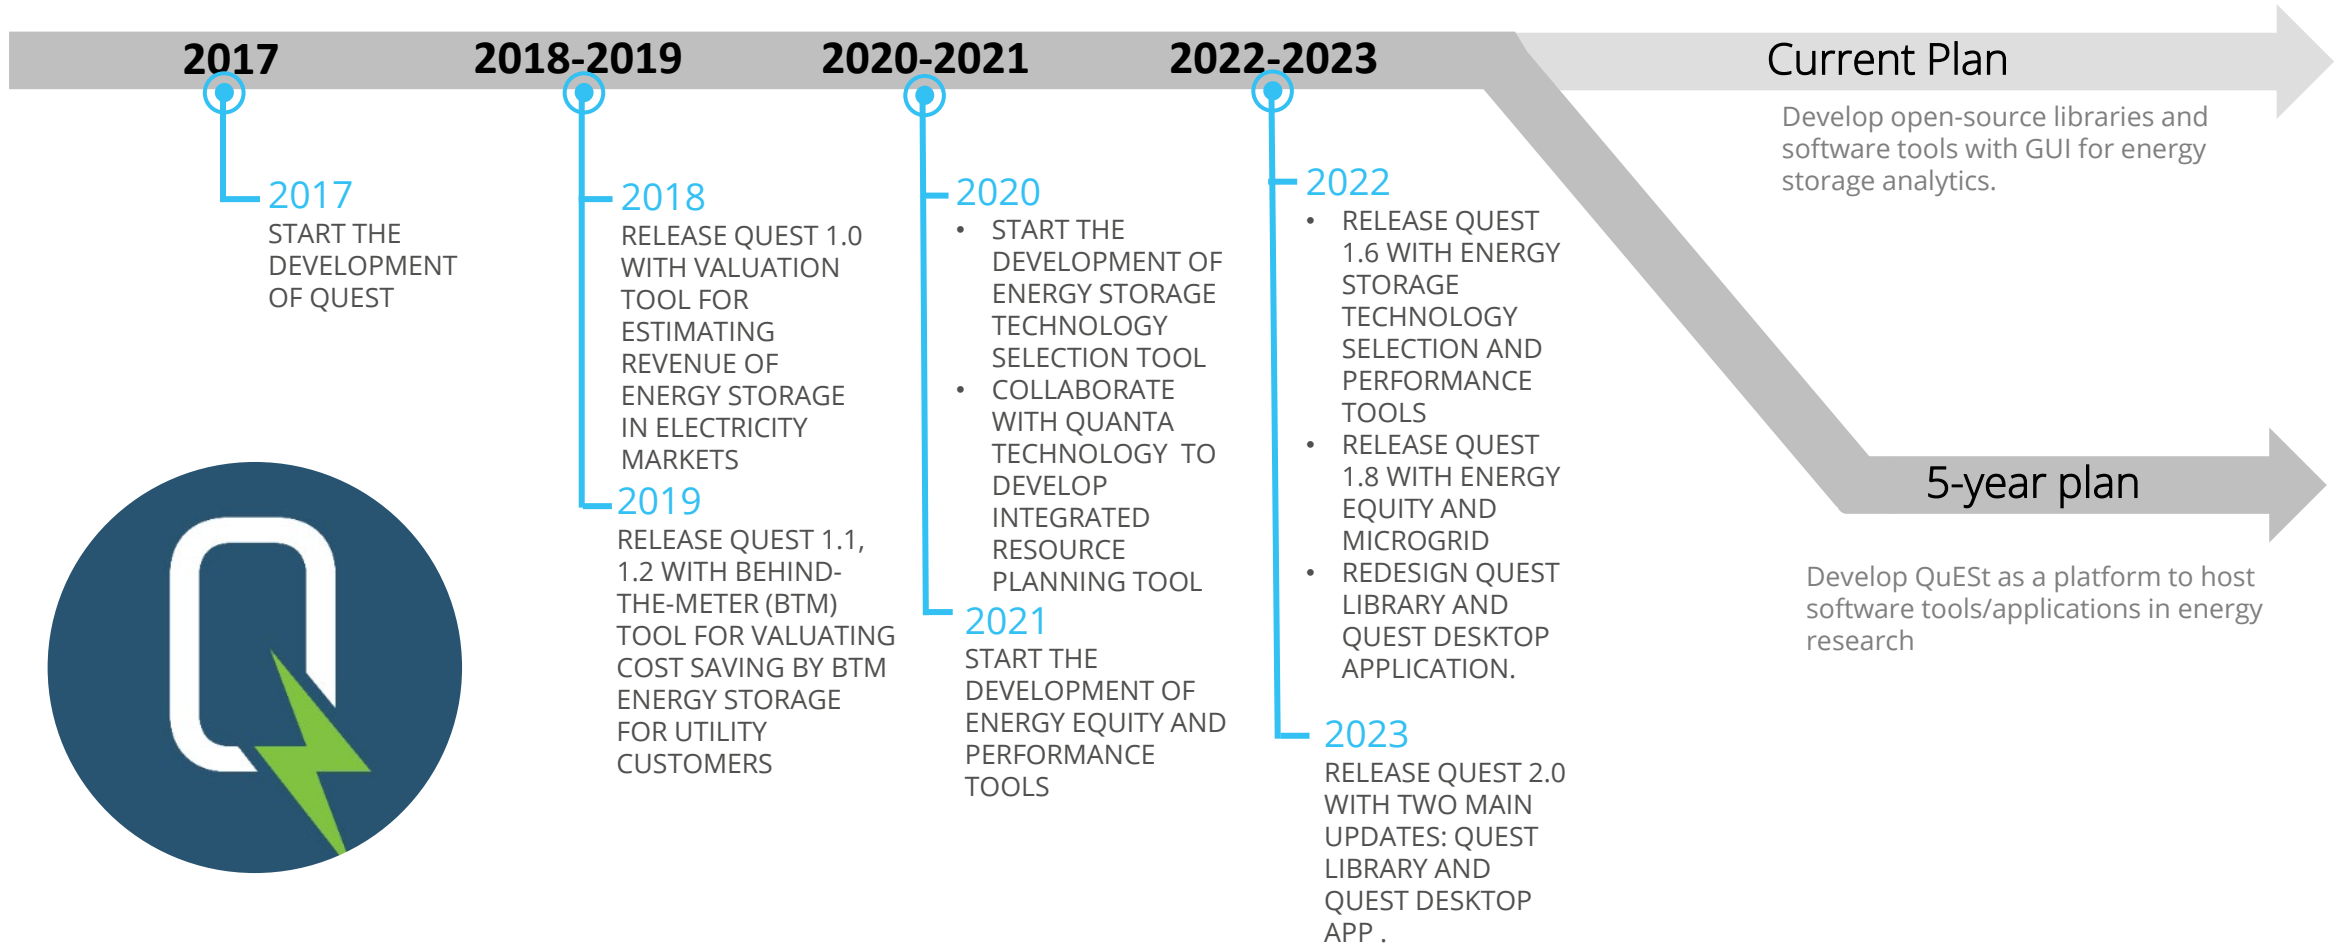 2017
2018-2019
2020-2021
2022-2023
Current Plan
Develop open-source libraries and
software tools with GUI for energy
storage analytics.
2017
START THE
DEVELOPMENT
OF QUEST
2018
RELEASE QUEST 1.0
WITH VALUATION
TOOL FOR
ESTIMATING
REVENUE OF
ENERGY STORAGE
IN ELECTRICITY
MARKETS
2019
RELEASE QUEST 1.1,
1.2 WITH BEHIND-
THE-METER (BTM)
TOOL FOR VALUATING
COST SAVING BY BTM
ENERGY STORAGE
FOR UTILITY
CUSTOMERS
2020
• START THE
DEVELOPMENT OF
ENERGY STORAGE
TECHNOLOGY
SELECTION TOOL
• COLLABORATE
WITH QUANTA
TECHNOLOGY TO
DEVELOP
INTEGRATED
RESOURCE
PLANNING TOOL
2021
START THE
DEVELOPMENT OF
ENERGY EQUITY AND
PERFORMANCE
TOOLS
2022
• RELEASE QUEST
1.6 WITH ENERGY
STORAGE
TECHNOLOGY
SELECTION AND
PERFORMANCE
TOOLS
• RELEASE QUEST
1.8 WITH ENERGY
EQUITY AND
MICROGRID
• REDESIGN QUEST
LIBRARY AND
QUEST DESKTOP
APPLICATION.
2023
RELEASE QUEST 2.0
WITH TWO MAIN
UPDATES: QUEST
LIBRARY AND
QUEST DESKTOP
APP .
5-year plan
Develop QuESt as a platform to host
software tools/applications in energy
research